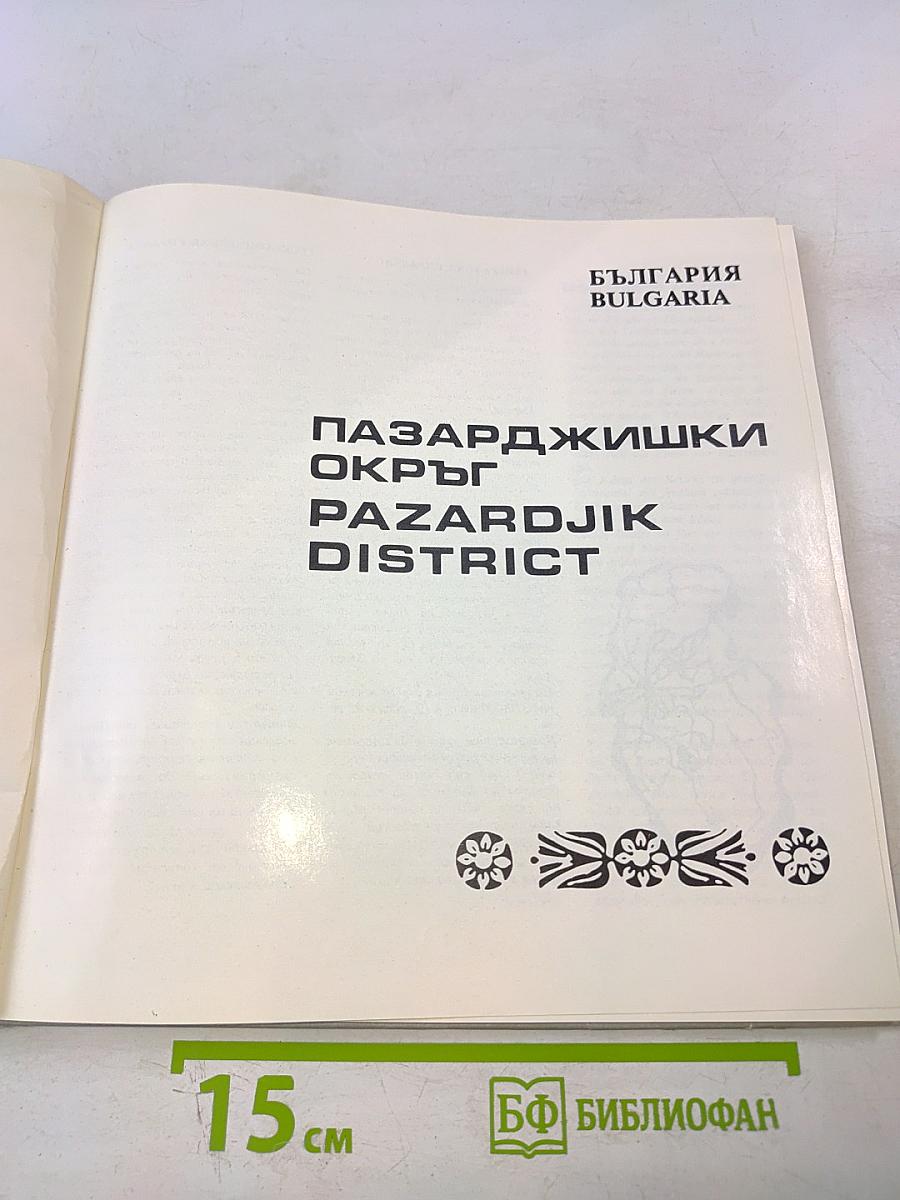 БЪЛГАРИЯ
BULGARIA
ПАЗАРДЖИШКИ
ОКРЪГ
PAZARDJIK
DISTRICT
15 см
БФ БИБЛИОФАН